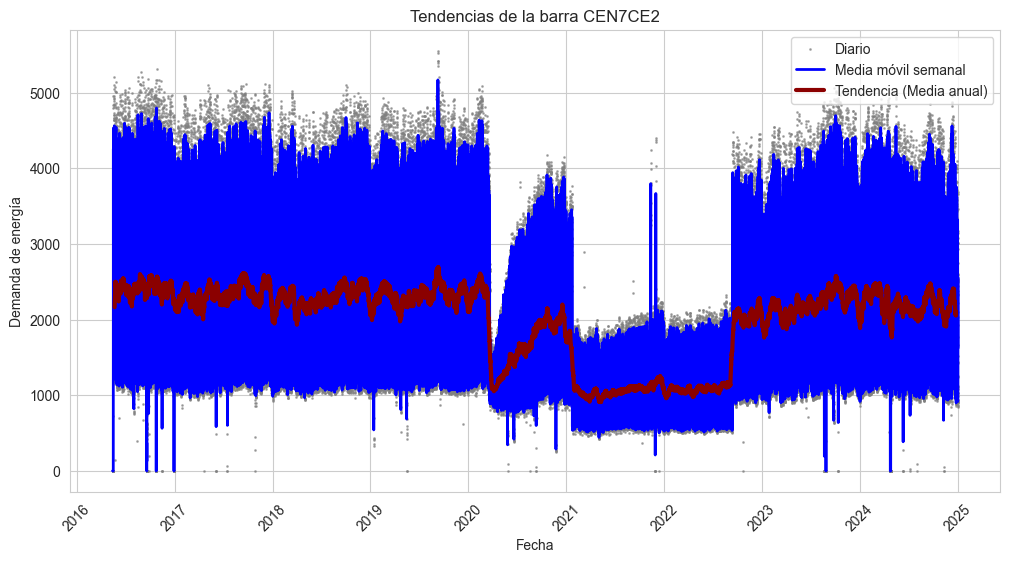 Tendencias de la barra CEN7CE2
Diario
Media móvil semanal
Tendencia (Media anual)
Demanda de energía
5000
4000
3000
2000
1000
0
2016
2017
2018
2019
2020
2021
2022
2023
2024
2025
Fecha